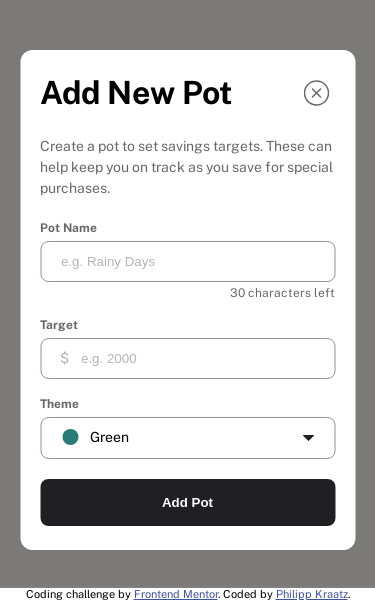 Add New Pot
Create a pot to set savings targets. These can
help keep you on track as you save for special
purchases.
Pot Name
e.g. Rainy Days
30 characters left
Target
$ e.g. 2000
Theme
Green
Add Pot
Coding challenge by Frontend Mentor. Coded by Philipp Kraatz.